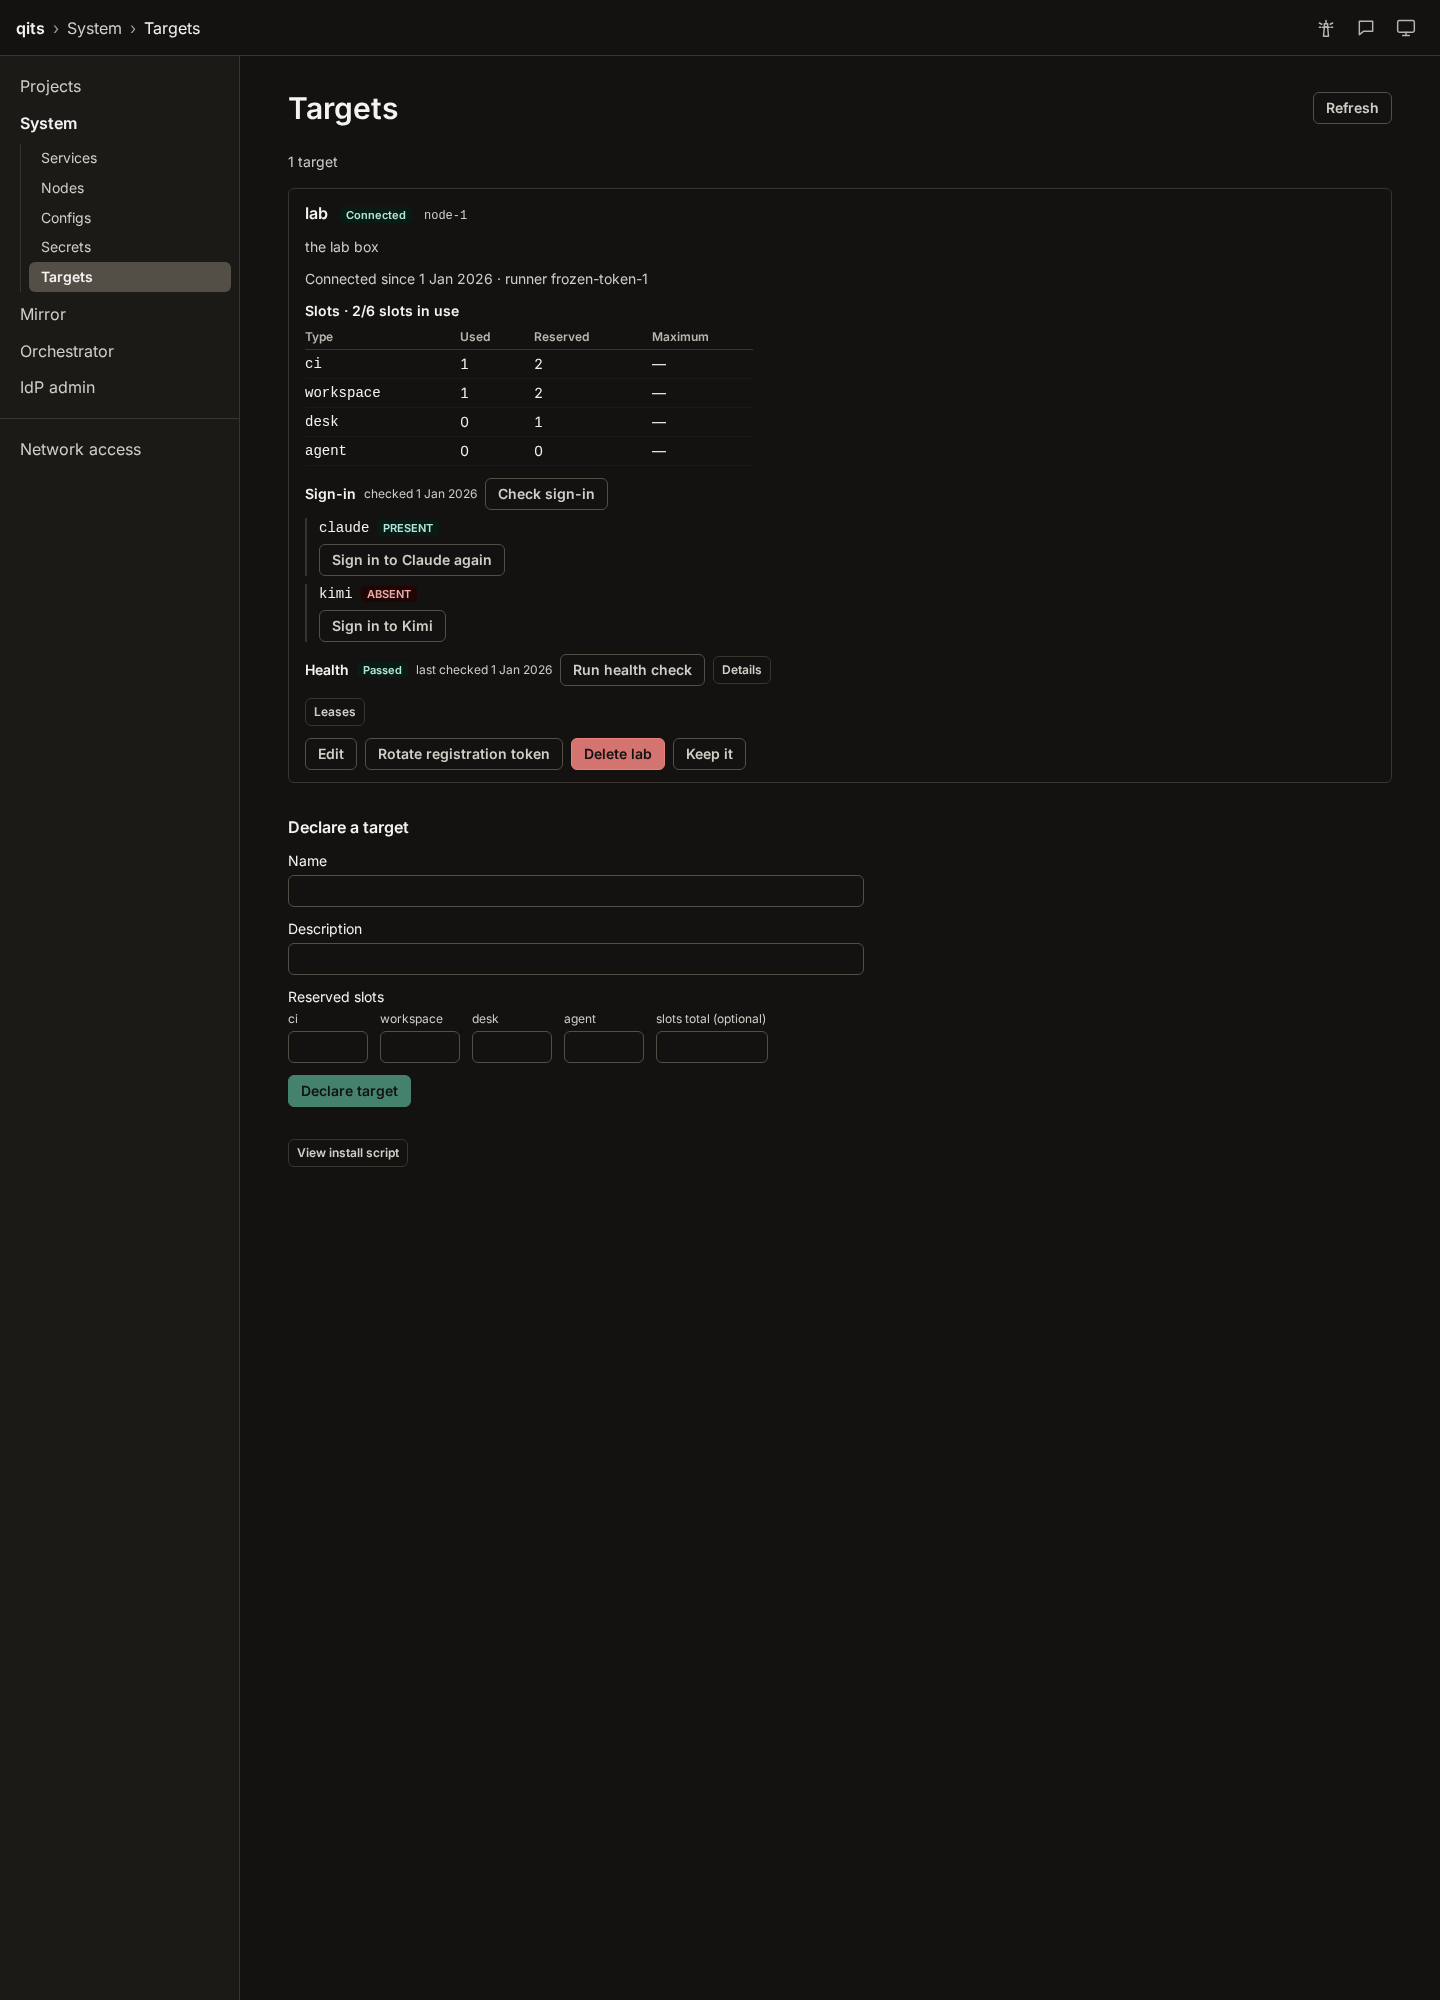 qits › System › Targets
Projects
System
Services
Nodes
Configs
Secrets
Targets
Mirror
Orchestrator
IdP admin
Network access
Targets
Refresh
1 target
lab Connected node-1
the lab box
Connected since 1 Jan 2026 · runner frozen-token-1
Slots · 2/6 slots in use
Type Used Reserved Maximum
ci 1 2 —
workspace 1 2 —
desk 0 1 —
agent 0 0 —
Sign-in checked 1 Jan 2026 Check sign-in
claude PRESENT
Sign in to Claude again
kimi ABSENT
Sign in to Kimi
Health Passed last checked 1 Jan 2026 Run health check Details
Leases
Edit Rotate registration token Delete lab Keep it
Declare a target
Name
Description
Reserved slots
ci workspace desk agent slots total (optional)
Declare target
View install script